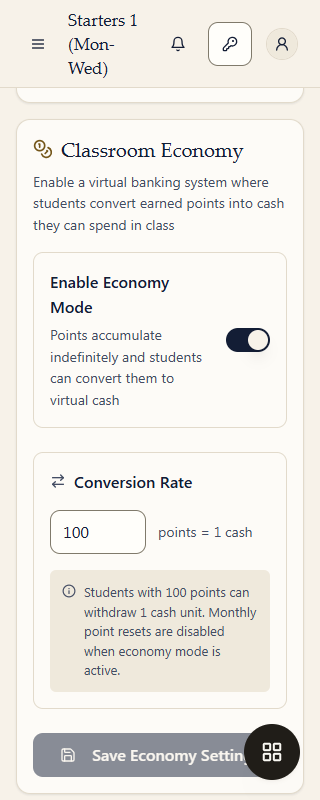 Starters 1
(Mon-
Wed)
Classroom Economy
Enable a virtual banking system where
students convert earned points into cash
they can spend in class
Enable Economy
Mode
Points accumulate
indefinitely and students
can convert them to
virtual cash
Conversion Rate
100 points = 1 cash
Students with 100 points can
withdraw 1 cash unit. Monthly
point resets are disabled
when economy mode is
active.
Save Economy